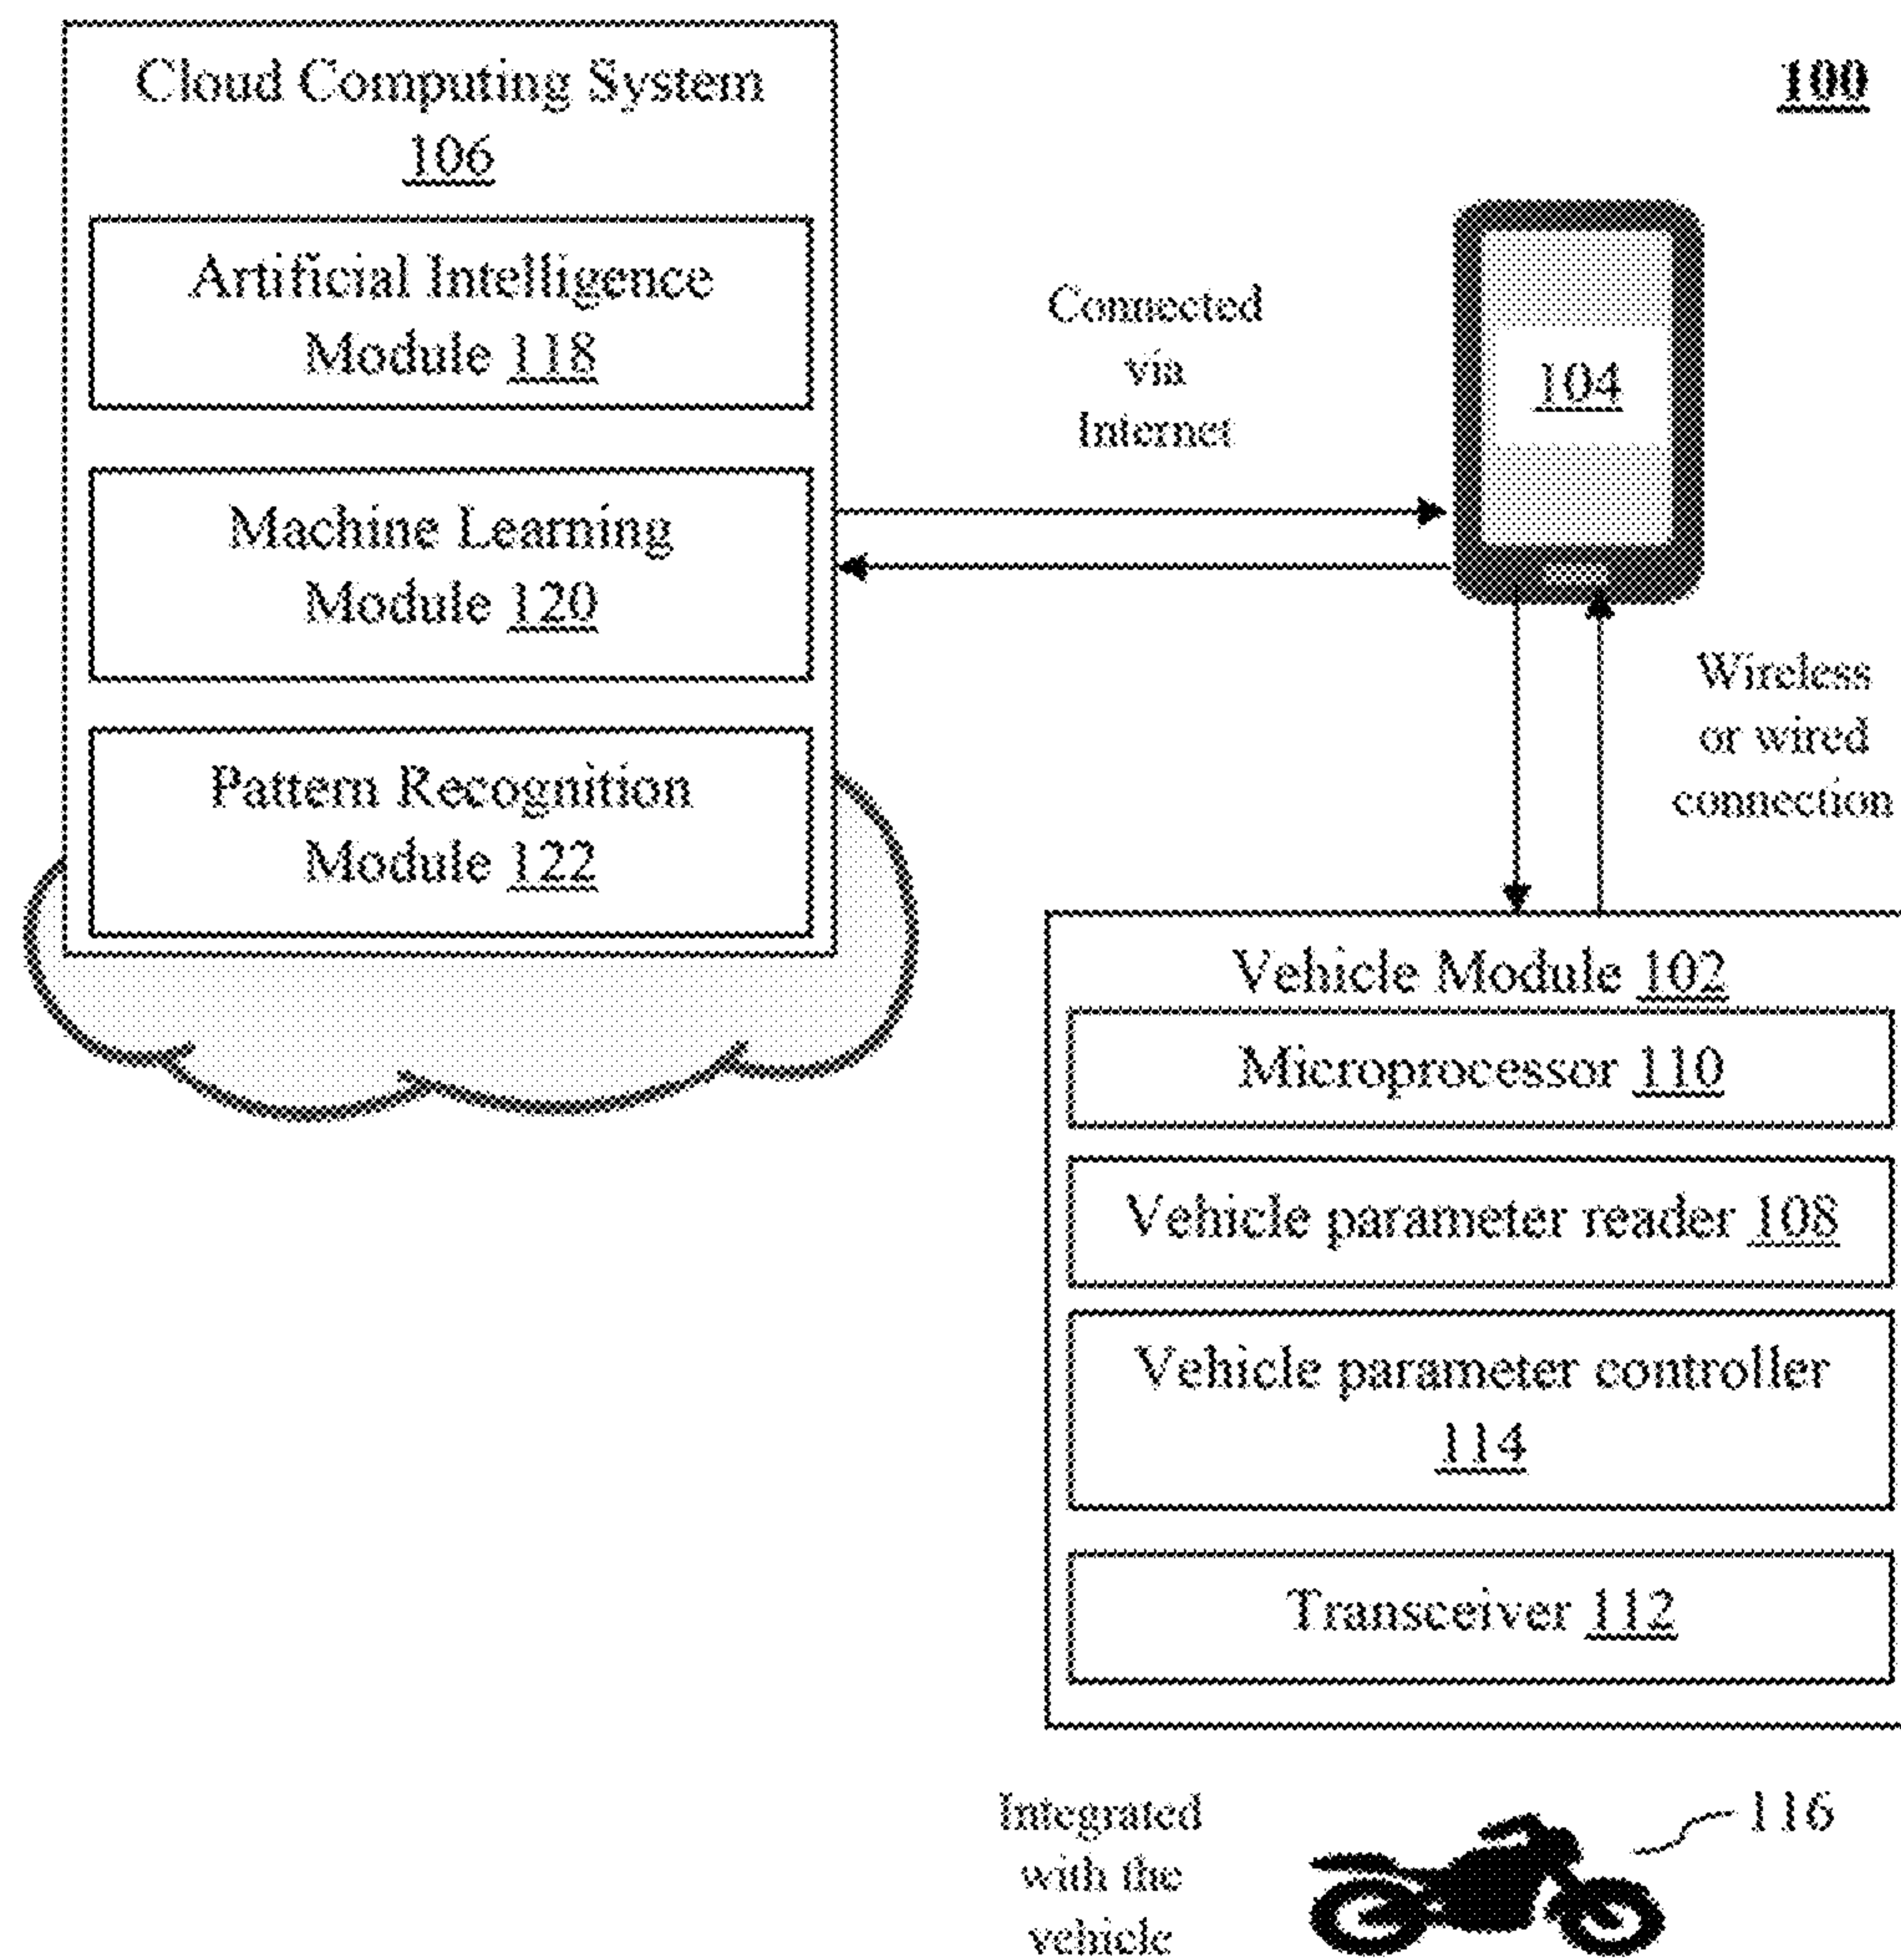 Cloud Computing System
106
Artificial Intelligence
Module 118
Machine Learning
Module 120
Pattern Recognition
Module 122
100
Connected
via
Internet
104
Wireless
or wired
connection
Vehicle Module 102
Microprocessor 110
Vehicle parameter reader 108
Vehicle parameter controller
114
Transceiver 112
Integrated
with the
vehicle
116